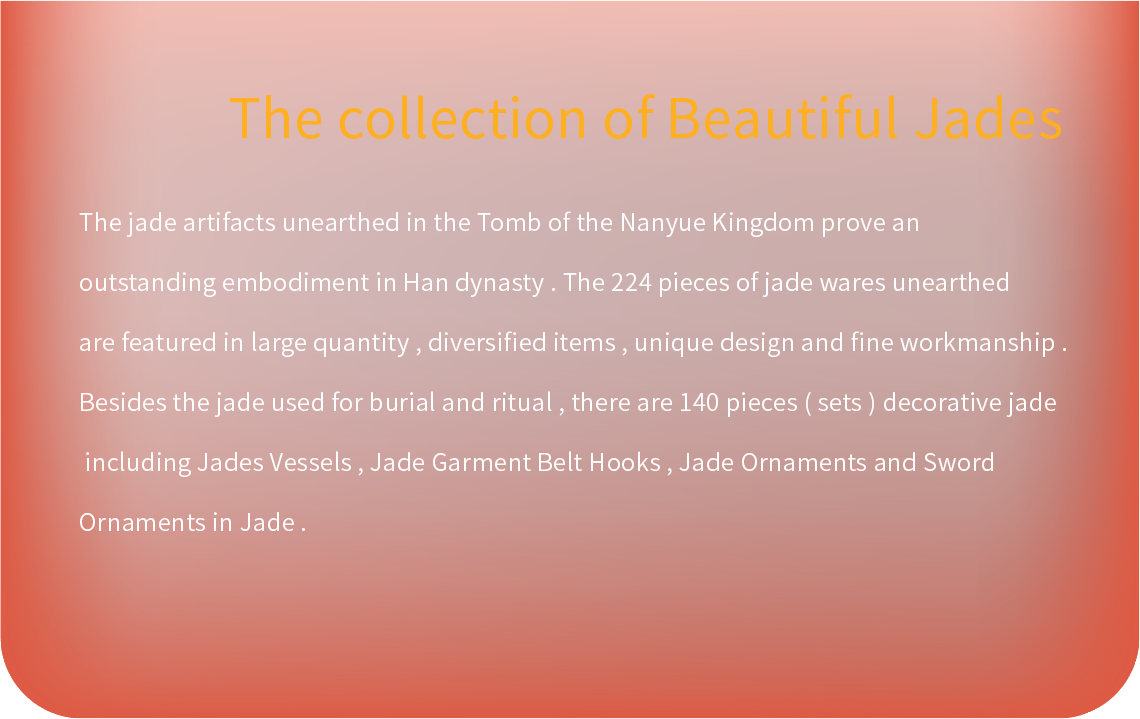 The collection of Beautiful Jades
The jade artifacts unearthed in the Tomb of the Nanyue Kingdom prove an
outstanding embodiment in Han dynasty . The 224 pieces of jade wares unearthed
are featured in large quantity , diversified items , unique design and fine workmanship .
Besides the jade used for burial and ritual , there are 140 pieces ( sets ) decorative jade
including Jades Vessels , Jade Garment Belt Hooks , Jade Ornaments and Sword
Ornaments in Jade .